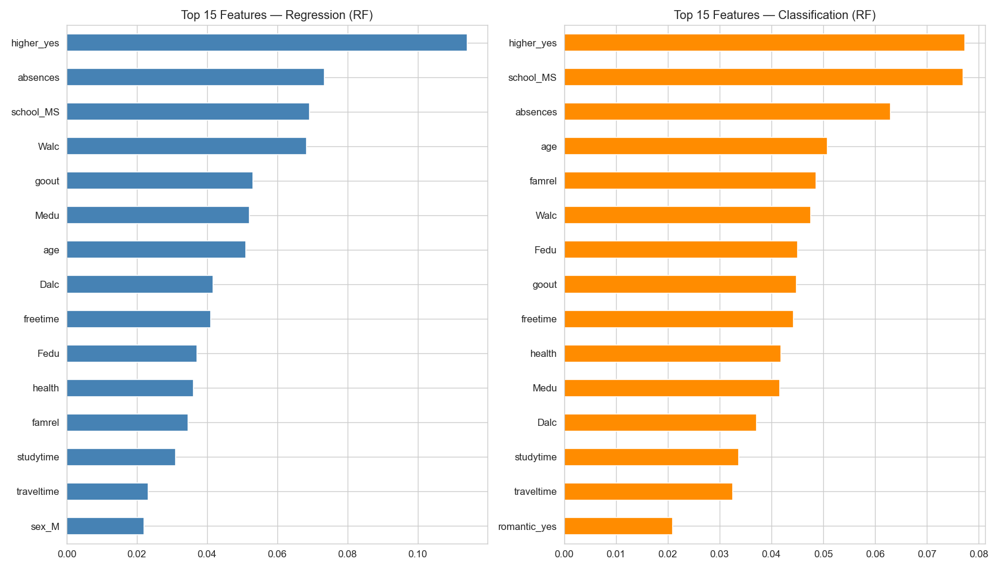 Top 15 Features — Regression (RF)
higher_yes
absences
school_MS
Walc
goout
Medu
age
Dalc
freetime
Fedu
health
famrel
studytime
traveltime
sex_M
0.00 0.02 0.04 0.06 0.08 0.10
Top 15 Features — Classification (RF)
higher_yes
school_MS
absences
age
famrel
Walc
Fedu
goout
freetime
health
Medu
Dalc
studytime
traveltime
romantic_yes
0.00 0.01 0.02 0.03 0.04 0.05 0.06 0.07 0.08